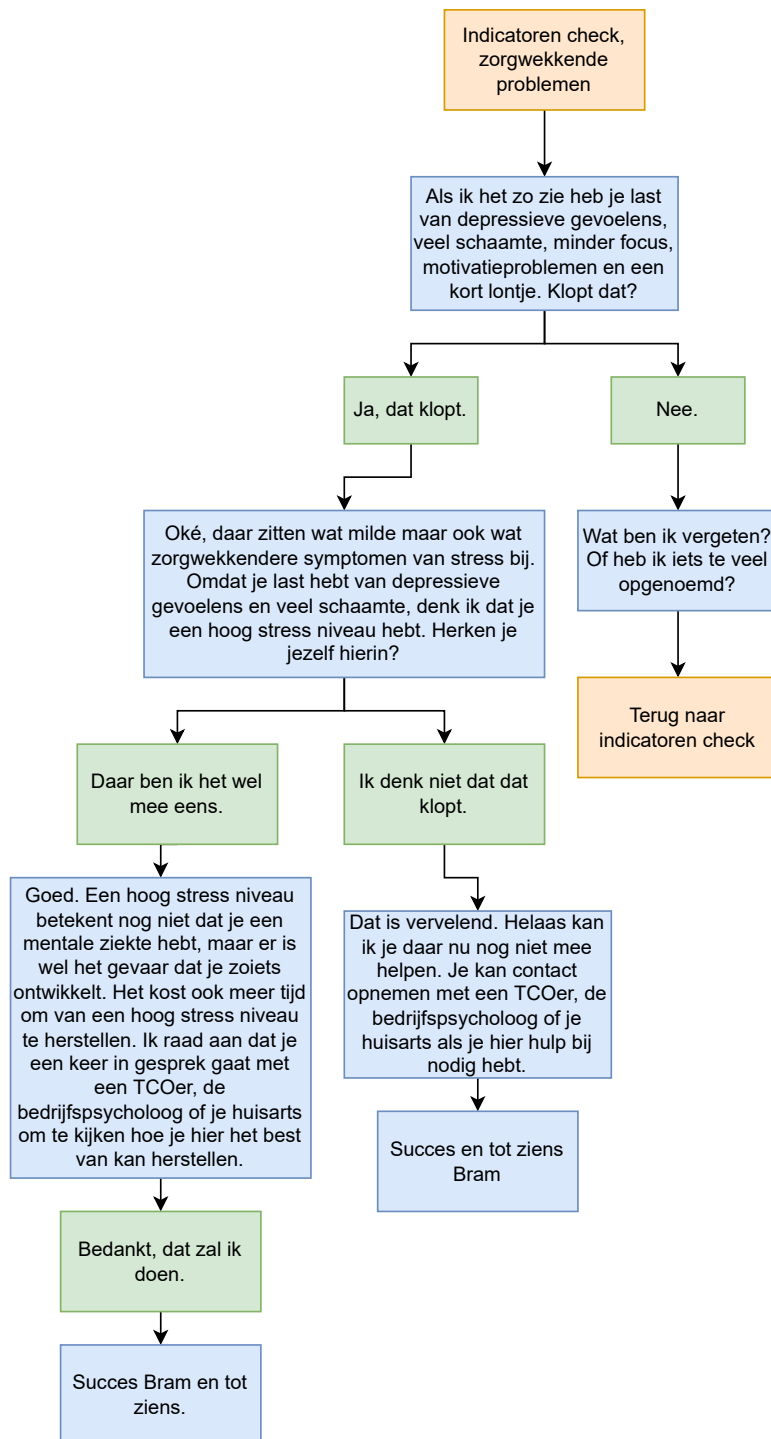 Indicatoren check,
zorgwekkende
problemen
Als ik het zo zie heb je last
van depressieve gevoelens,
veel schaamte, minder focus,
motivatieproblemen en een
kort lontje. Klopt dat?
Ja, dat klopt.
Nee.
Oké, daar zitten wat milde maar ook wat
zorgwekkendere symptomen van stress bij.
Omdat je last hebt van depressieve
gevoelens en veel schaamte, denk ik dat je
een hoog stress niveau hebt. Herken je
jezelf hierin?
Wat ben ik vergeten?
Of heb ik iets te veel
opgenoemd?
Terug naar
indicatoren check
Daar ben ik het wel
mee eens.
Ik denk niet dat dat
klopt.
Goed. Een hoog stress niveau
betekent nog niet dat je een
mentale ziekte hebt, maar er is
wel het gevaar dat je zoiets
ontwikkelt. Het kost ook meer tijd
om van een hoog stress niveau
te herstellen. Ik raad aan dat je
een keer in gesprek gaat met
een TCOer, de
bedrijfspsycholoog of je huisarts
om te kijken hoe je hier het best
van kan herstellen.
Dat is vervelend. Helaas kan
ik je daar nu nog niet mee
helpen. Je kan contact
opnemen met een TCOer, de
bedrijfspsycholoog of je
huisarts als je hier hulp bij
nodig hebt.
Succes en tot ziens
Bram
Bedankt, dat zal ik
doen.
Succes Bram en tot
ziens.